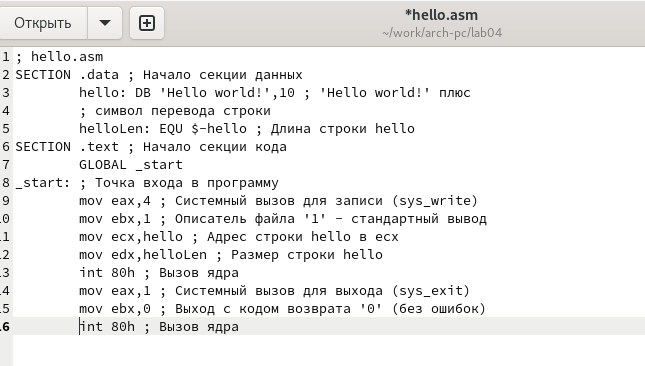 Открыть
*hello.asm
~/work/arch-pc/lab04
1 ; hello.asm
2 SECTION .data ; Начало секции данных
3 hello: DB 'Hello world!',10 ; 'Hello world!' плюс
4 ; символ перевода строки
5 helloLen: EQU $-hello ; Длина строки hello
6 SECTION .text ; Начало секции кода
7 GLOBAL _start
8 _start: ; Точка входа в программу
9 mov eax,4 ; Системный вызов для записи (sys_write)
10 mov ebx,1 ; Описатель файла '1' - стандартный вывод
11 mov ecx,hello ; Адрес строки hello в ecx
12 mov edx,helloLen ; Размер строки hello
13 int 80h ; Вызов ядра
14 mov eax,1 ; Системный вызов для выхода (sys_exit)
15 mov ebx,0 ; Выход с кодом возврата '0' (без ошибок)
16 int 80h ; Вызов ядра